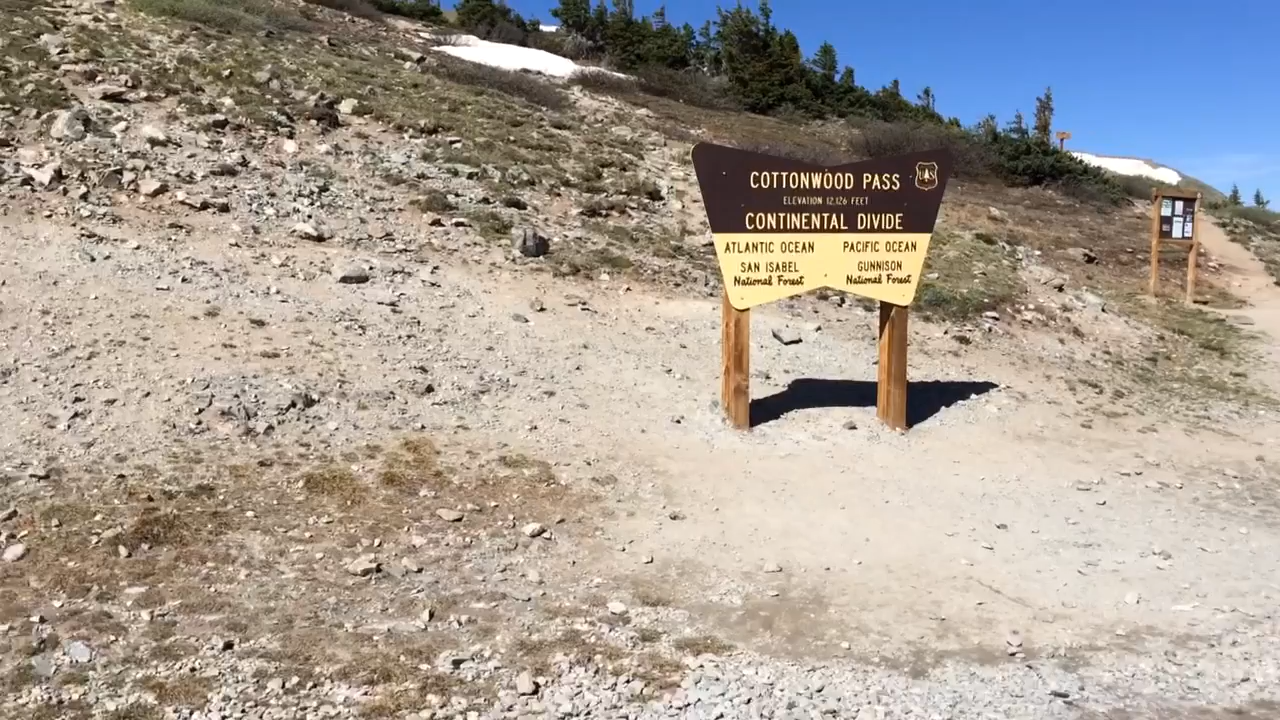 COTTONWOOD PASS
UAS
ELEVATION 12,126 FEET
CONTINENTAL DIVIDE
ATLANTIC OCEAN PACIFIC OCEAN
SAN ISABEL GUNNISON
National Forest National Forest